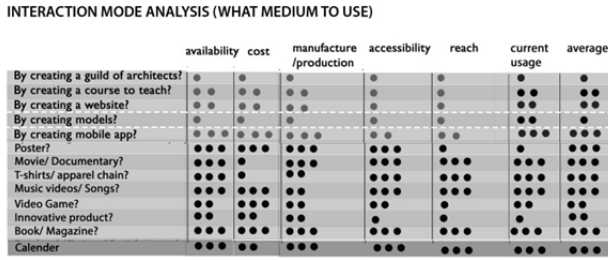 INTERACTION MODE ANALYSIS (WHAT MEDIUM TO USE)
availability cost manufacture /production accessibility reach current usage average
By creating a guild of architects?
By creating a course to teach?
By creating a website?
By creating models?
By creating mobile app?
Poster?
Movie/ Documentary?
T-shirts/ apparel chain?
Music videos/ Songs?
Video Game?
Innovative product?
Book/ Magazine?
Calender